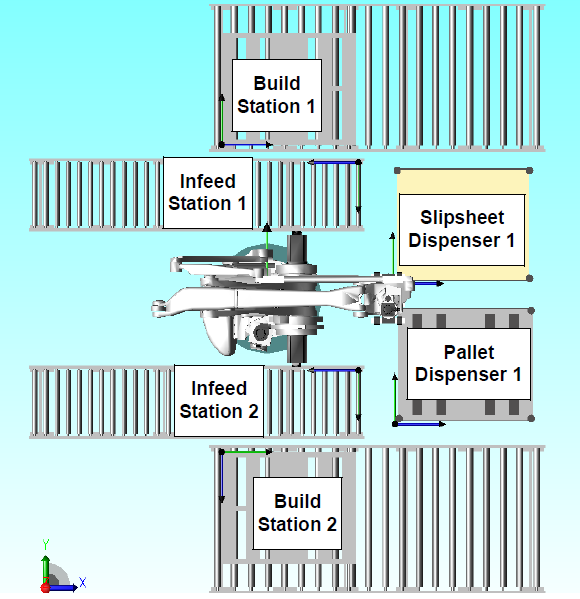 Build
Station 1
Infeed
Station 1
Slipsheet
Dispenser 1
Pallet
Dispenser 1
Infeed
Station 2
Build
Station 2
Y
X